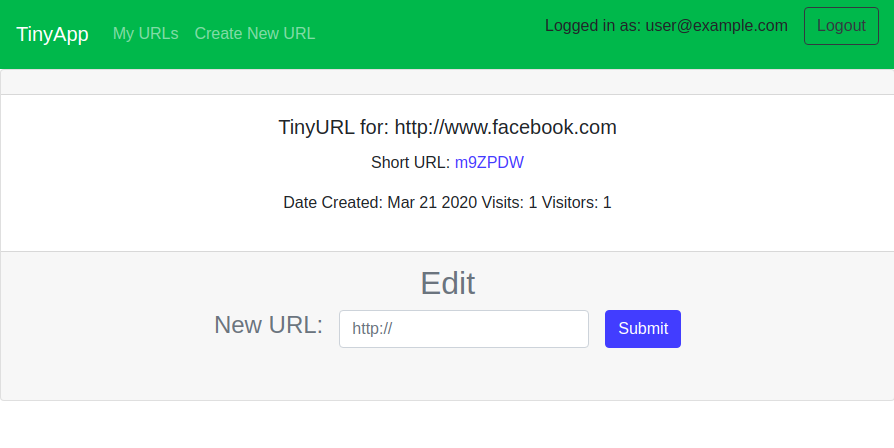 TinyApp My URLs Create New URL Logged in as: user@example.com Logout
TinyURL for: http://www.facebook.com
Short URL: m9ZPDW
Date Created: Mar 21 2020 Visits: 1 Visitors: 1
Edit
New URL: http:// Submit